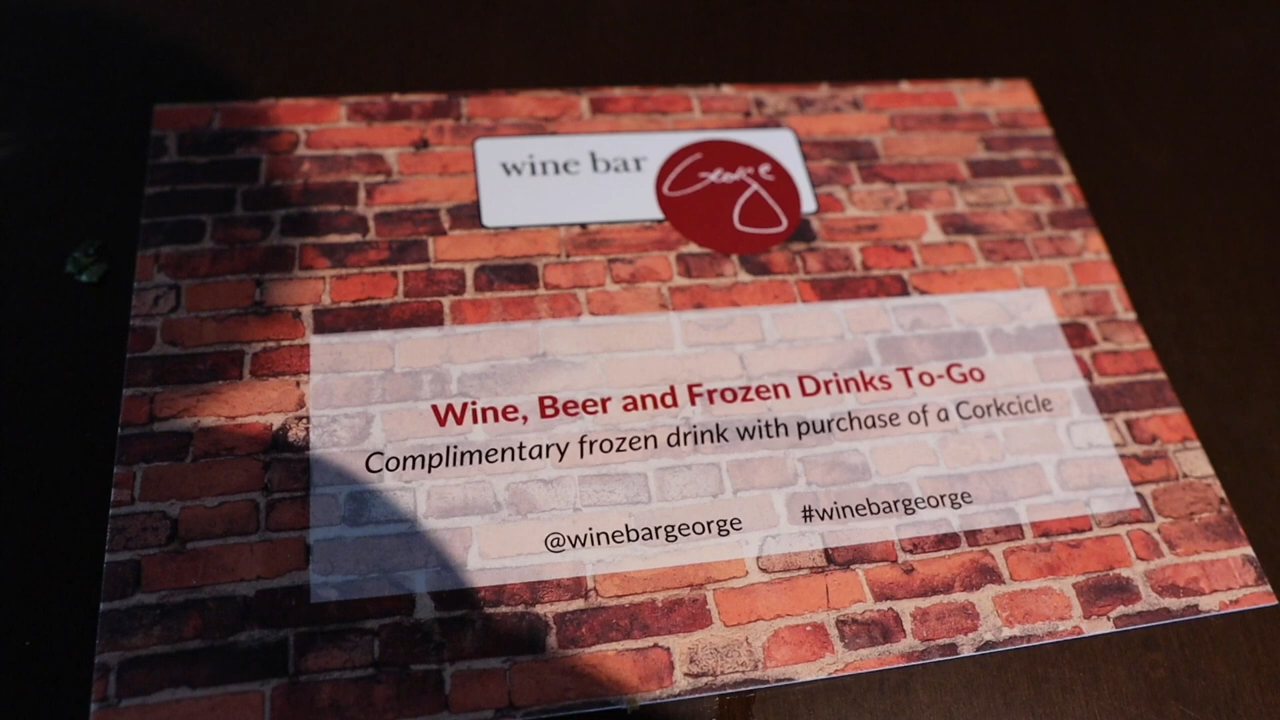 wine bar George
Wine, Beer and Frozen Drinks To-Go
Complimentary frozen drink with purchase of a Corkcicle
@winebargeorge #winebargeorge